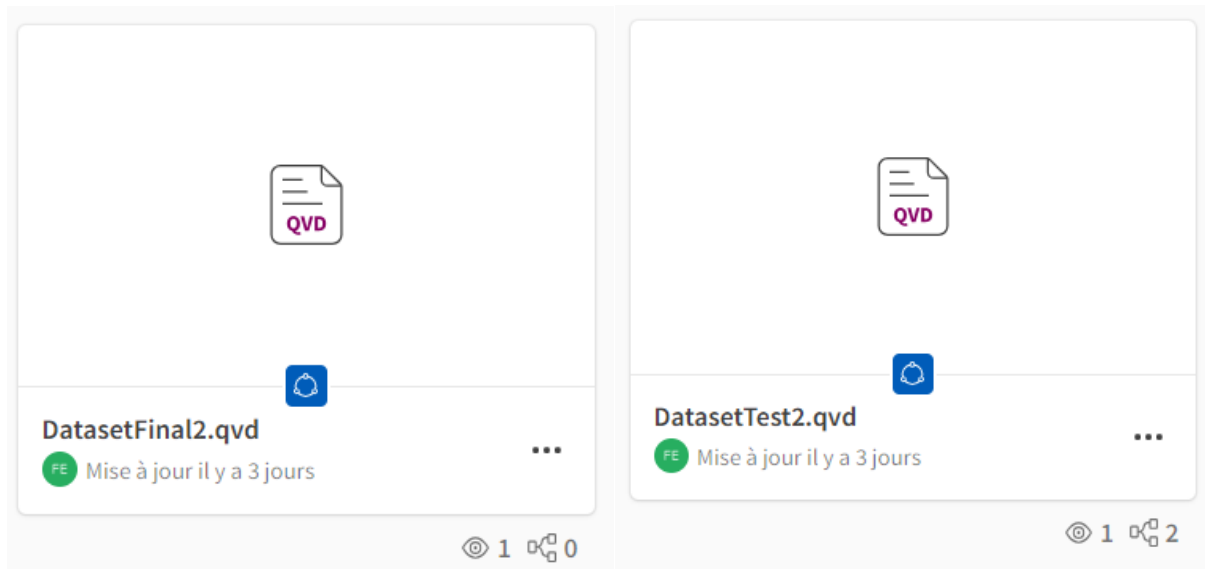 QVD
DatasetFinal2.qvd
FE Mise à jour il y a 3 jours
1 0
QVD
DatasetTest2.qvd
FE Mise à jour il y a 3 jours
1 2